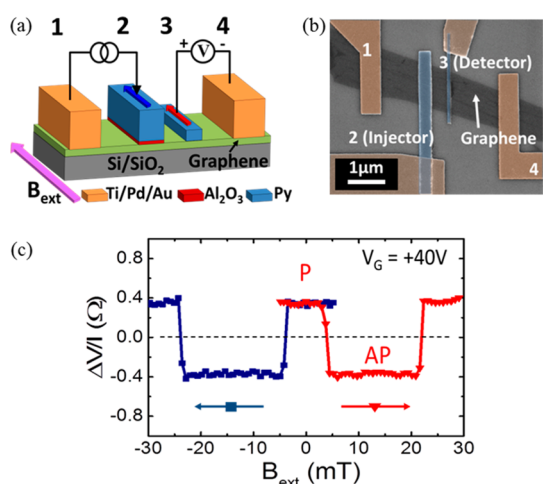 (a)
1 2 3 4
+ V -
Si/SiO2
Graphene
Bext
Ti/Pd/Au Al2O3 Py
(b)
1
3 (Detector)
2 (Injector)
Graphene
1μm
4
(c)
P
VG = +40V
AP
ΔV/I (Ω)
0.8
0.4
0.0
-0.4
-0.8
-30 -20 -10 0 10 20 30
Bext (mT)